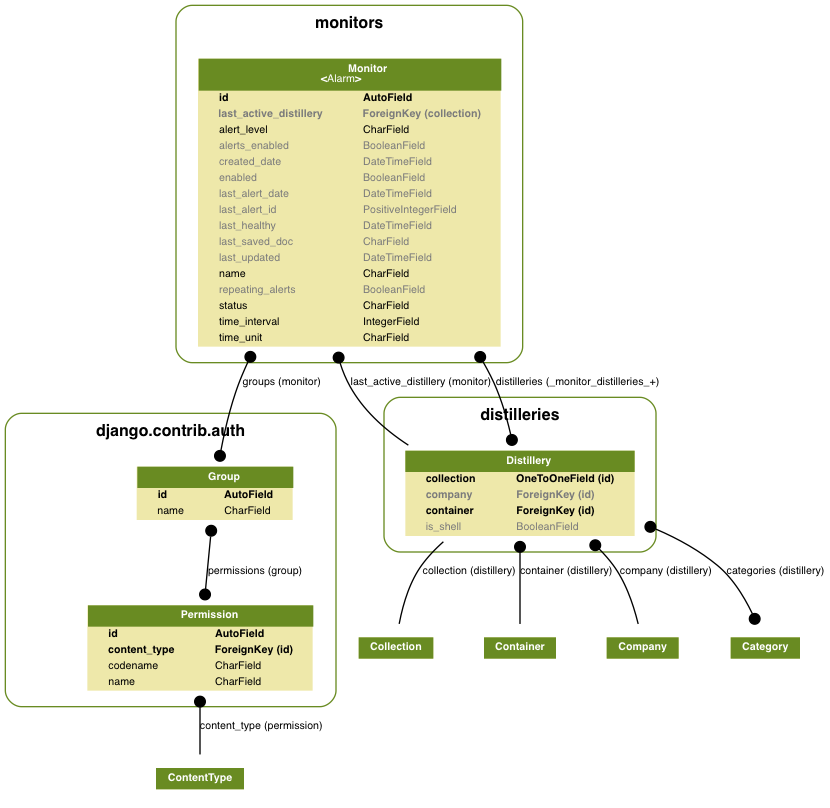 monitors
Monitor
<Alarm>
id AutoField
last_active_distillery ForeignKey (collection)
alert_level CharField
alerts_enabled BooleanField
created_date DateTimeField
enabled BooleanField
last_alert_date DateTimeField
last_alert_id PositiveIntegerField
last_healthy DateTimeField
last_saved_doc CharField
last_updated DateTimeField
name CharField
repeating_alerts BooleanField
status CharField
time_interval IntegerField
time_unit CharField
groups (monitor) last_active_distillery (monitor) distilleries (_monitor_distilleries_+)
django.contrib.auth
Group
id AutoField
name CharField
permissions (group)
Permission
id AutoField
content_type ForeignKey (id)
codename CharField
name CharField
content_type (permission)
ContentType
distilleries
Distillery
collection OneToOneField (id)
company ForeignKey (id)
container ForeignKey (id)
is_shell BooleanField
collection (distillery) container (distillery) company (distillery) categories (distillery)
Collection Container Company Category